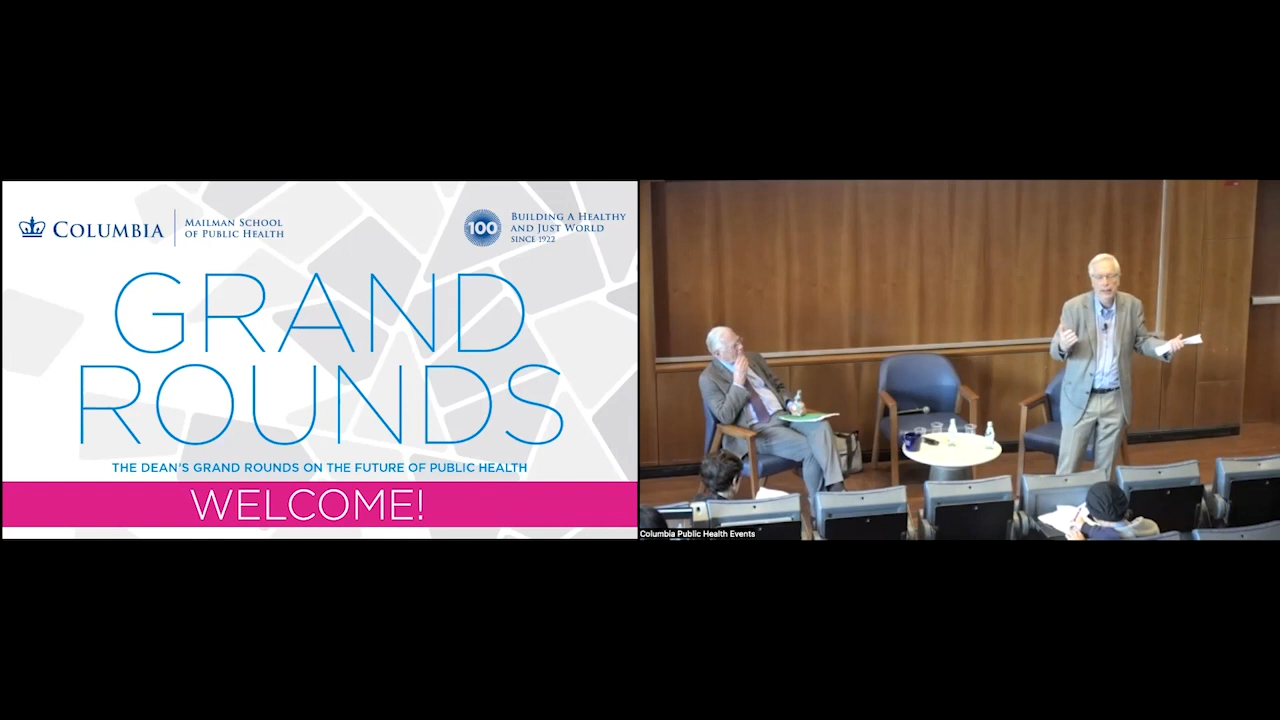 COLUMBIA
MAILMAN SCHOOL
OF PUBLIC HEALTH
100
BUILDING A HEALTHY
AND JUST WORLD
SINCE 1922
GRAND
ROUNDS
THE DEAN'S GRAND ROUNDS ON THE FUTURE OF PUBLIC HEALTH
WELCOME!
Columbia Public Health Events